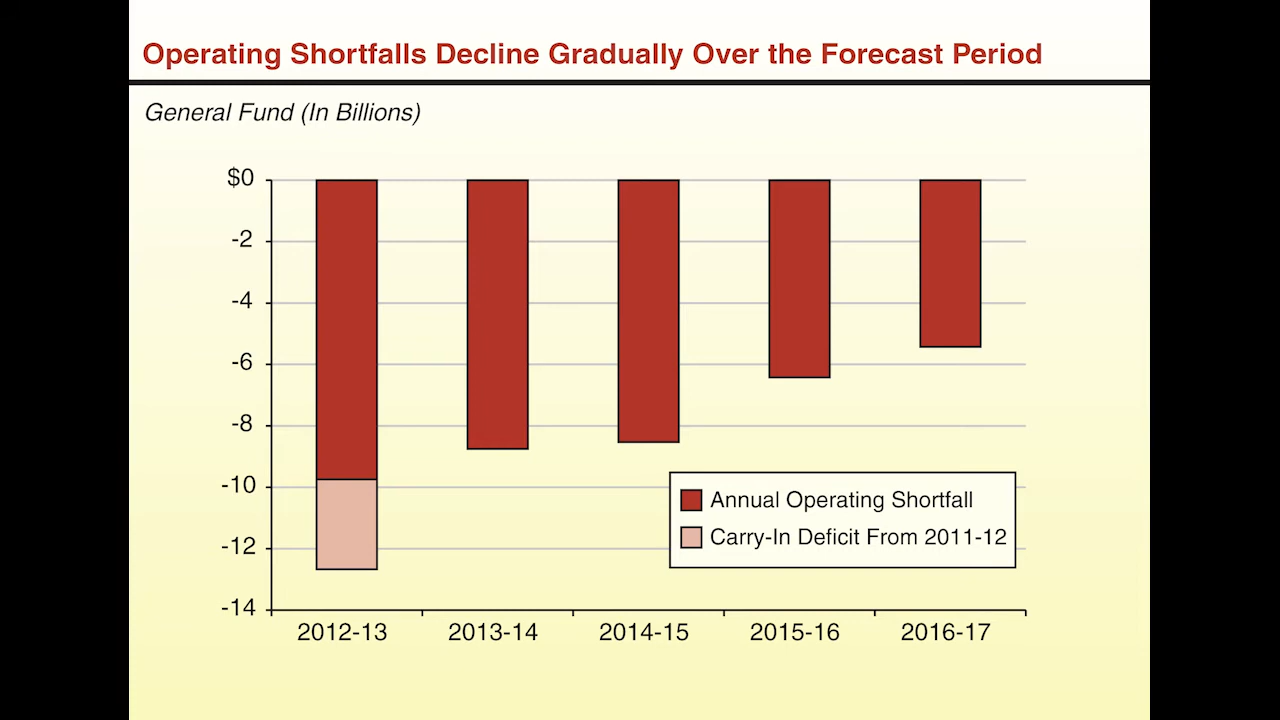 Operating Shortfalls Decline Gradually Over the Forecast Period
General Fund (In Billions)
$0
-2
-4
-6
-8
-10
-12
-14
Annual Operating Shortfall
Carry-In Deficit From 2011-12
2012-13 2013-14 2014-15 2015-16 2016-17